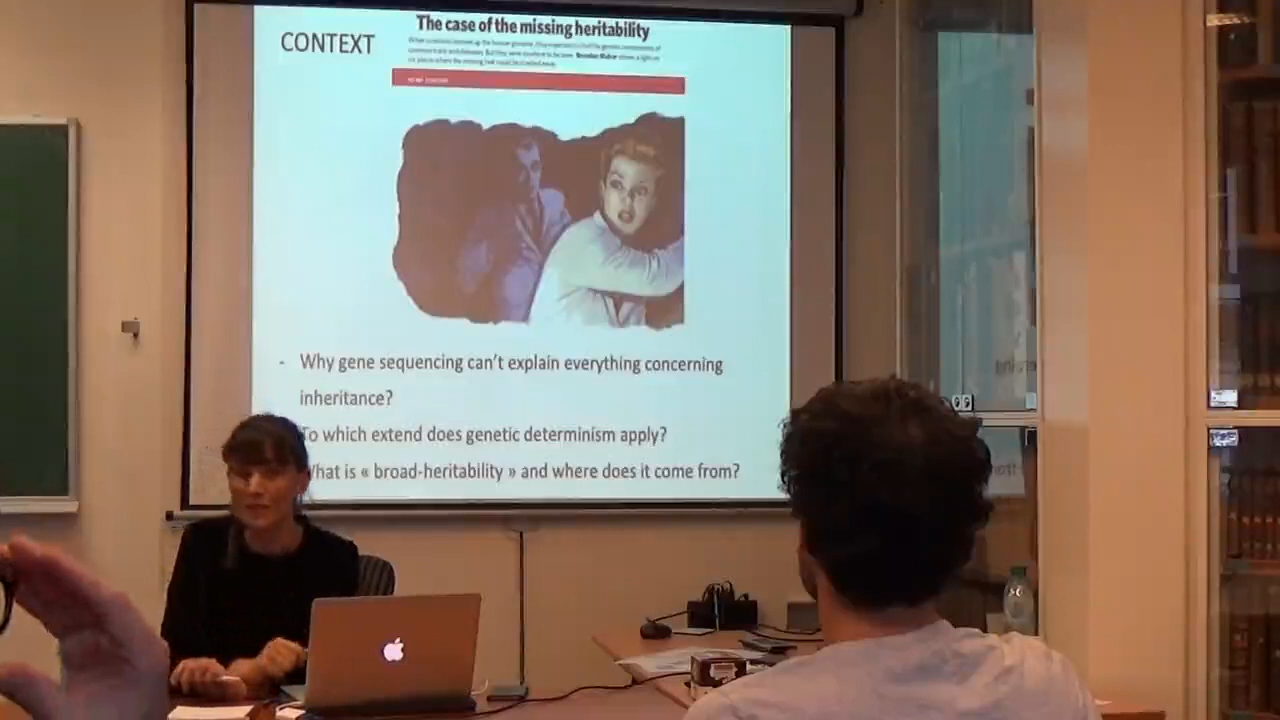 CONTEXT
The case of the missing heritability
- Why gene sequencing can't explain everything concerning
inheritance?
To which extend does genetic determinism apply?
hat is « broad-heritability » and where does it come from?